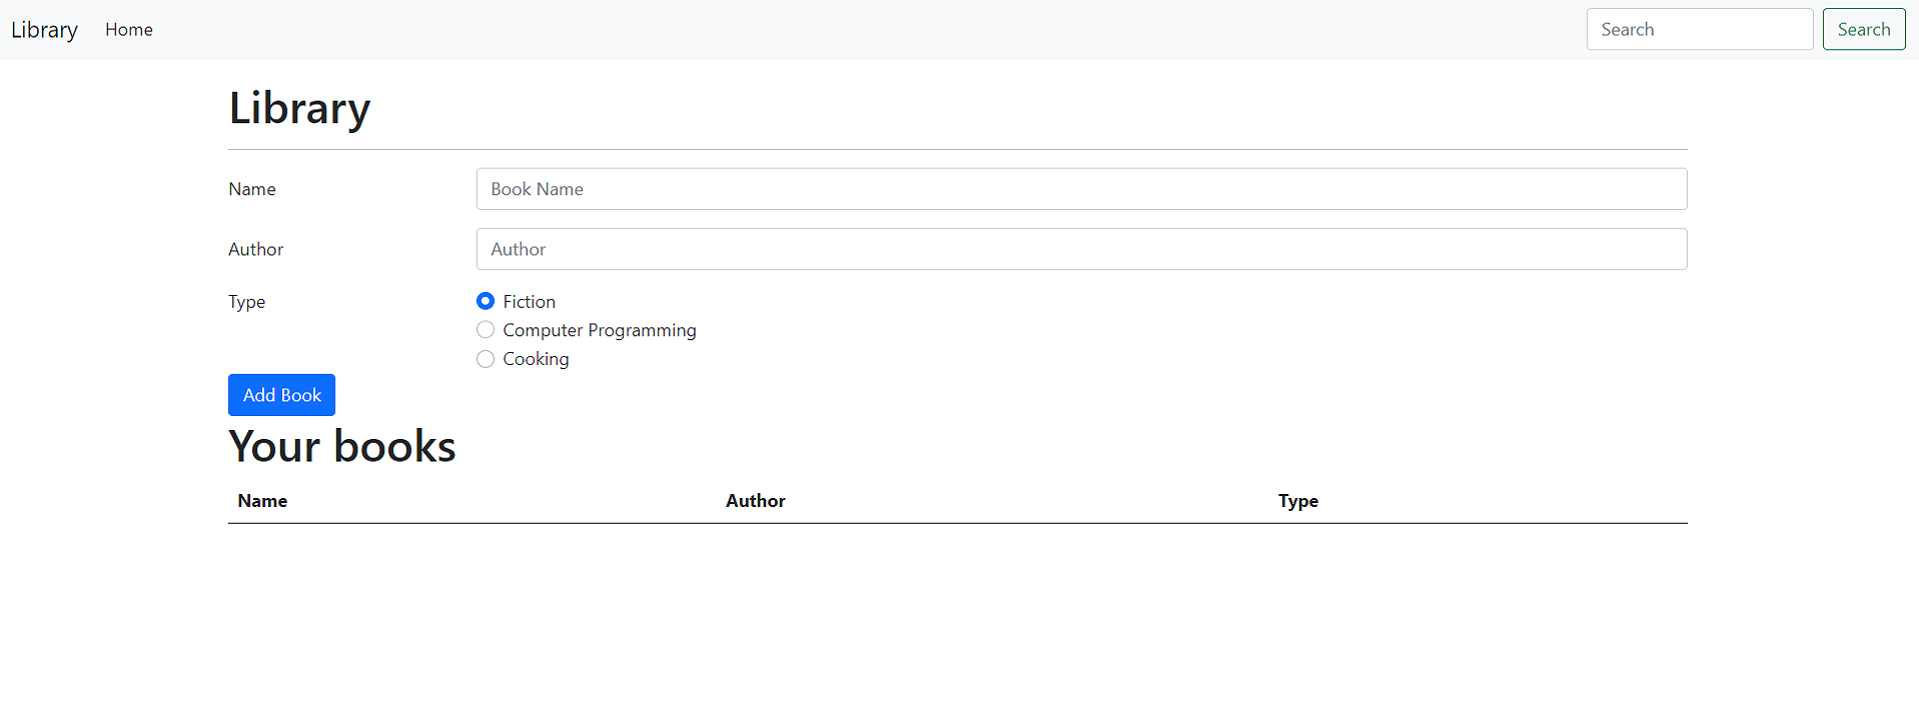 Library Home Search Search
Library
Name Book Name
Author Author
Type Fiction
Computer Programming
Cooking
Add Book
Your books
Name Author Type